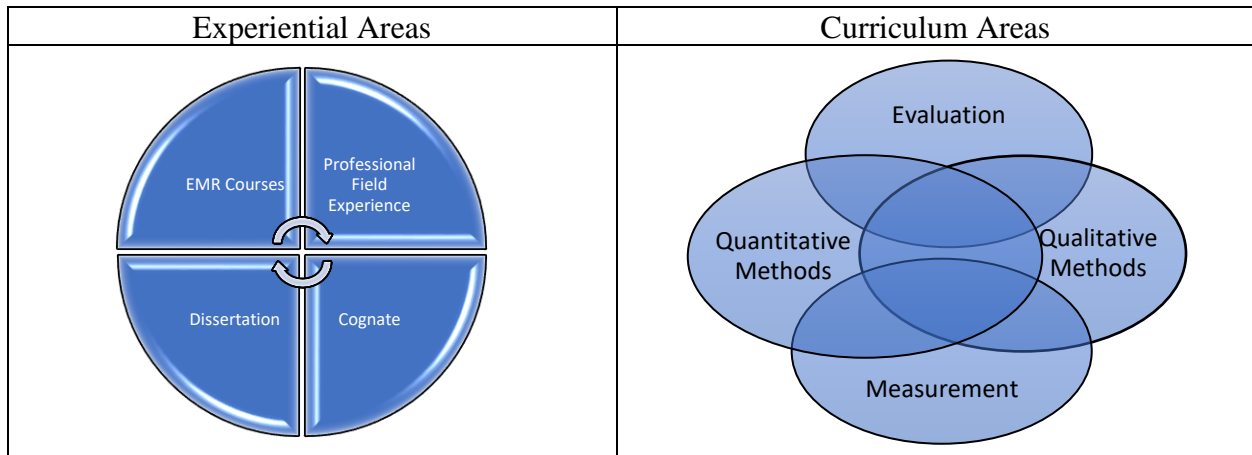 Experiential Areas
Curriculum Areas
EMR Courses
Professional
Field
Experience
Dissertation
Cognate
Evaluation
Quantitative
Methods
Qualitative
Methods
Measurement